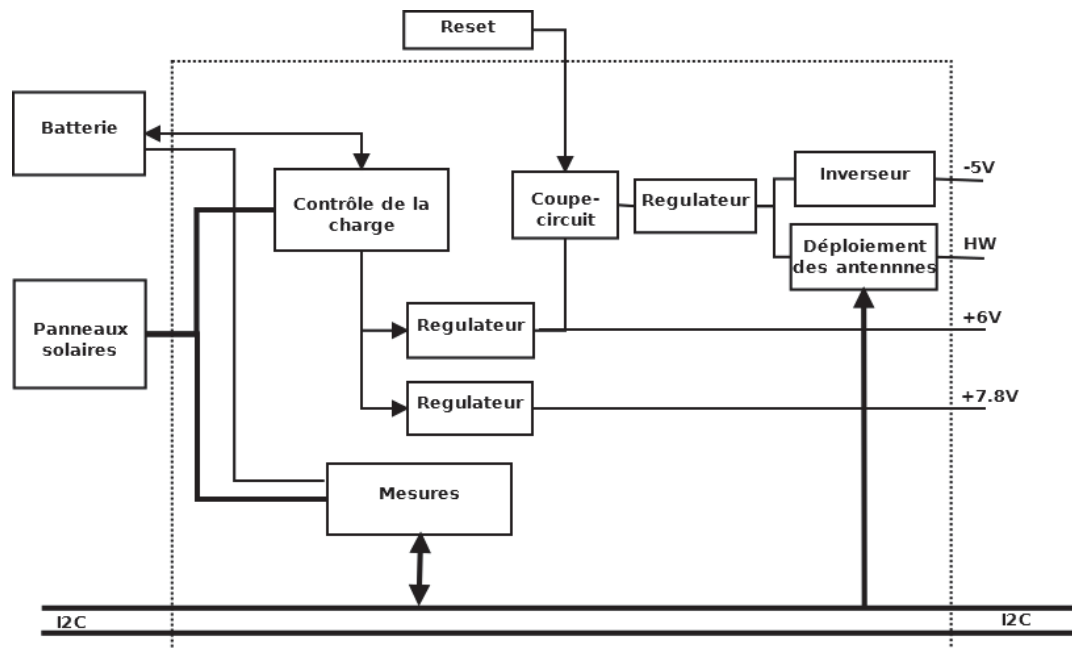 Reset
Batterie
Contrôle de la
charge
Coupe-
circuit
Regulateur
Inverseur
-5V
Déploiement
des antennnes
HW
Panneaux
solaires
Regulateur
+6V
Regulateur
+7.8V
Mesures
I2C
I2C